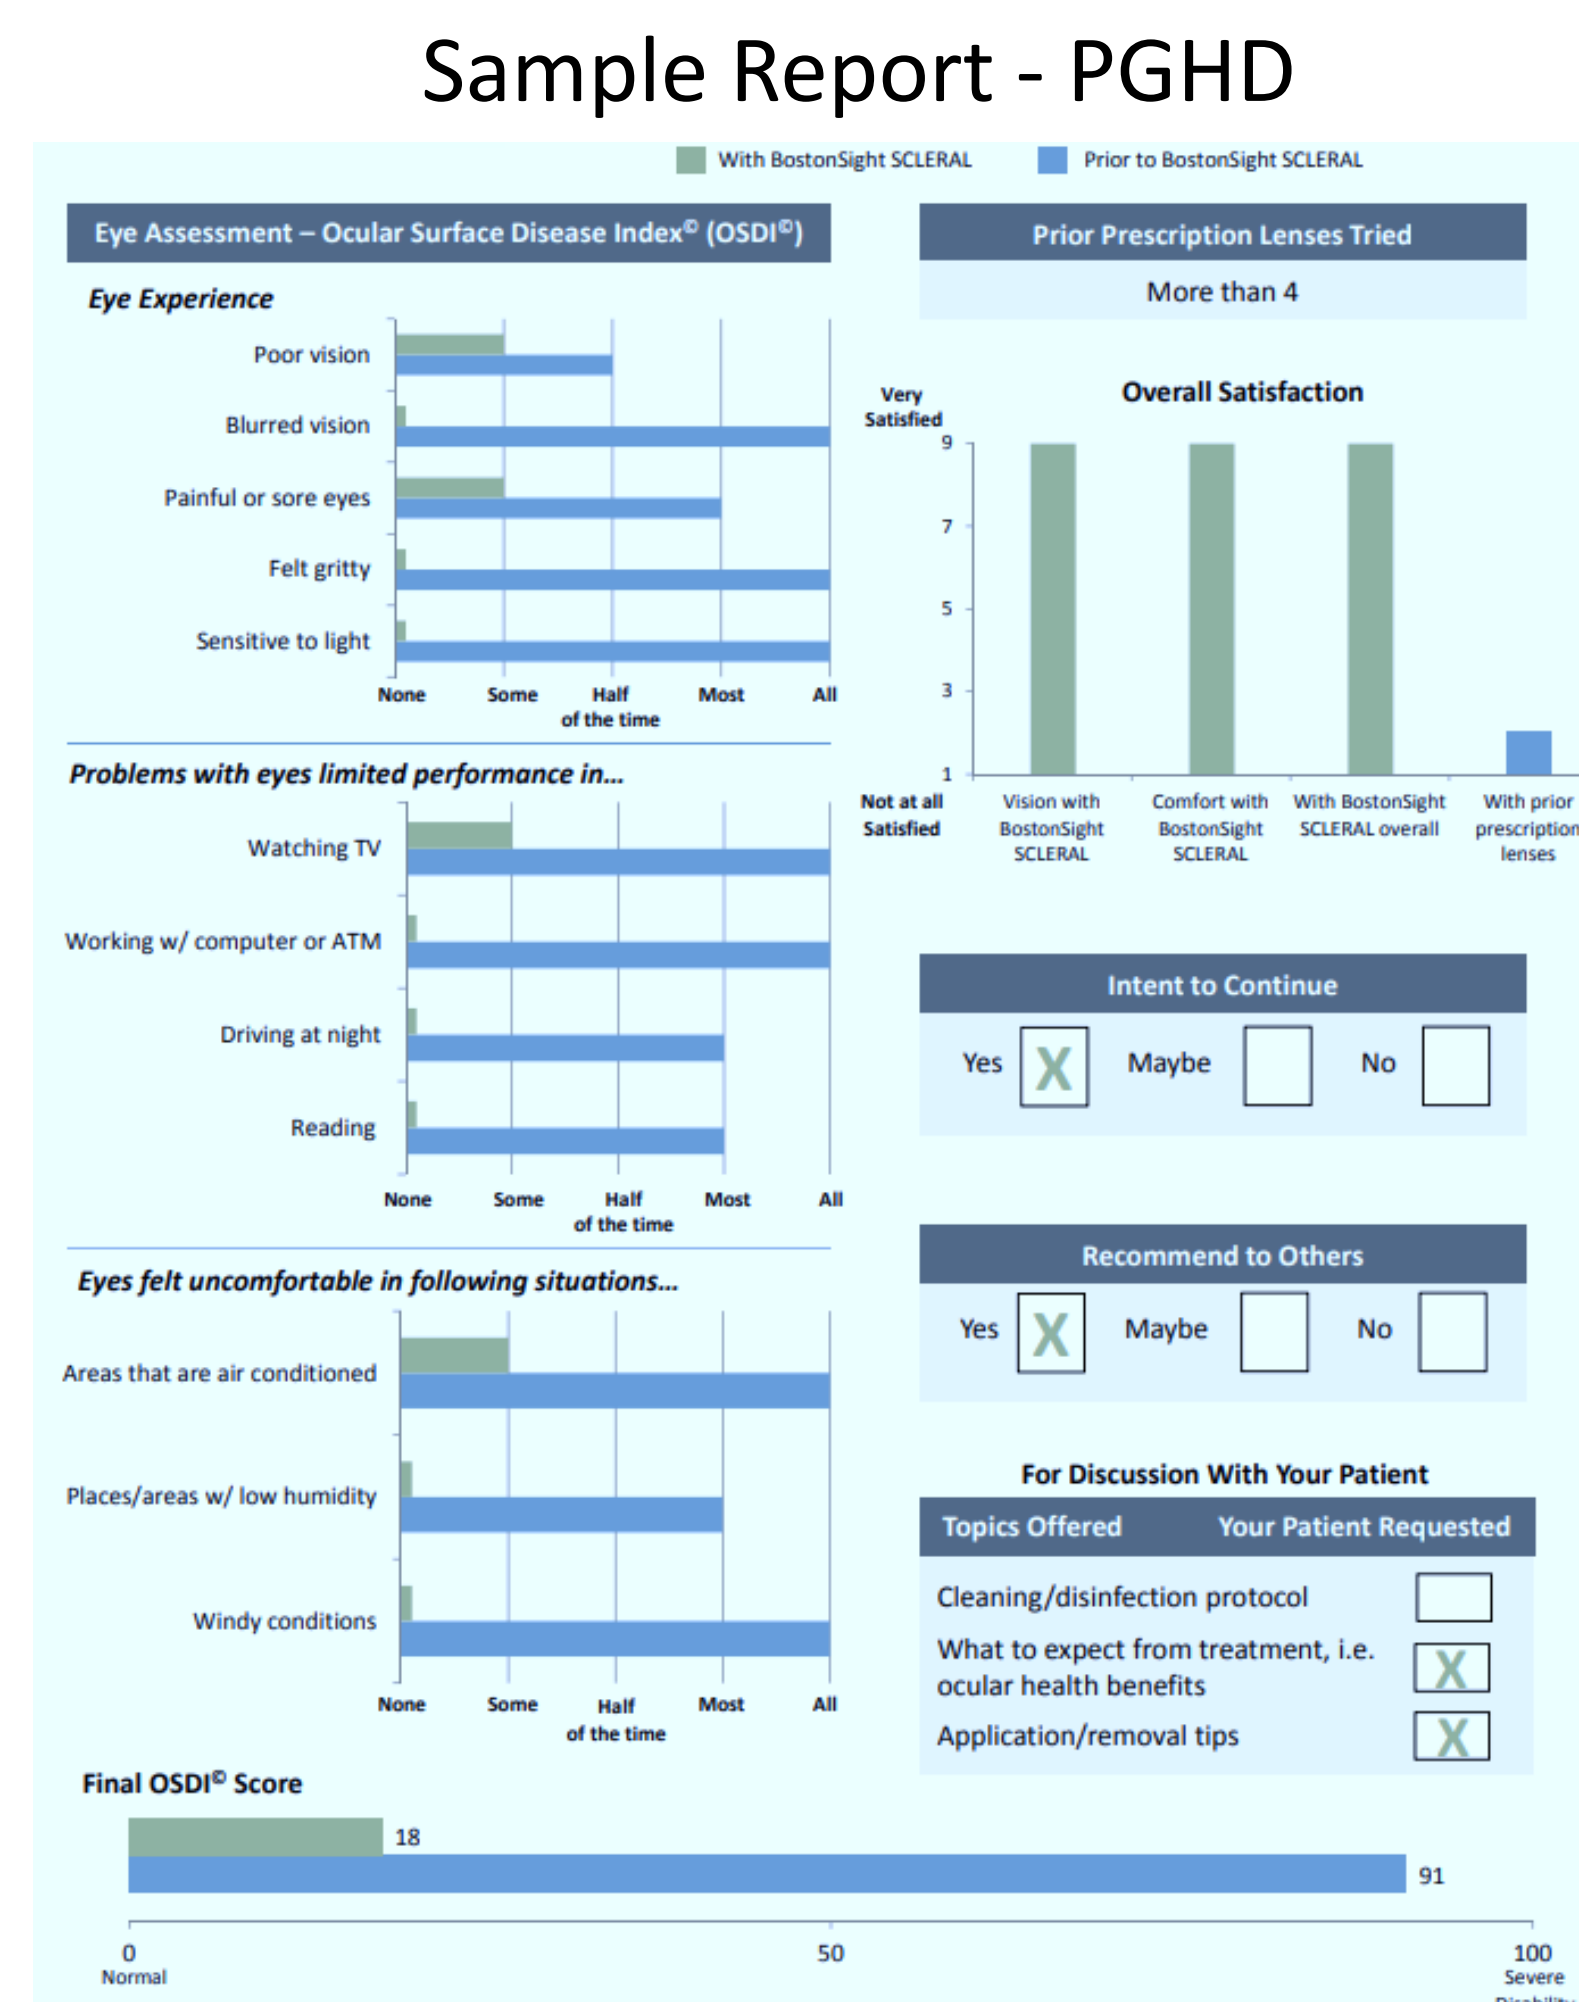 Sample Report - PGHD
With BostonSight SCLERAL
Prior to BostonSight SCLERAL
Eye Assessment – Ocular Surface Disease Index© (OSDI©)
Eye Experience
Poor vision
Blurred vision
Painful or sore eyes
Felt gritty
Sensitive to light
None Some Half Most All
of the time
Problems with eyes limited performance in...
Watching TV
Working w/ computer or ATM
Driving at night
Reading
None Some Half Most All
of the time
Eyes felt uncomfortable in following situations...
Areas that are air conditioned
Places/areas w/ low humidity
Windy conditions
None Some Half Most All
of the time
Prior Prescription Lenses Tried
More than 4
Overall Satisfaction
Very
Satisfied
9
7
5
3
1
Not at all
Satisfied
Vision with
BostonSight
SCLERAL
Comfort with
BostonSight
SCLERAL
With BostonSight
SCLERAL overall
With prior
prescription
lenses
Intent to Continue
Yes X Maybe No
Recommend to Others
Yes X Maybe No
For Discussion With Your Patient
Topics Offered Your Patient Requested
Cleaning/disinfection protocol
What to expect from treatment, i.e.
ocular health benefits X
Application/removal tips X
Final OSDI© Score
18
91
0 50 100
Normal Severe